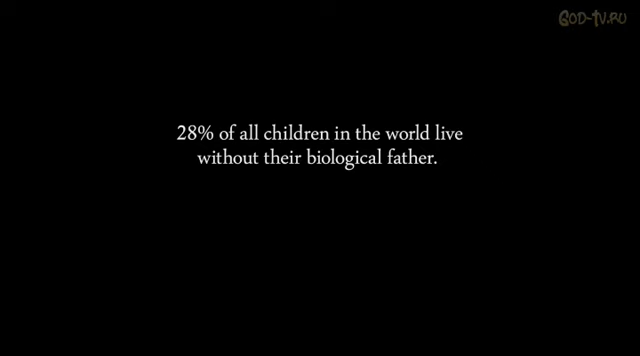 GOD-TV.RU
28% of all children in the world live
without their biological father.